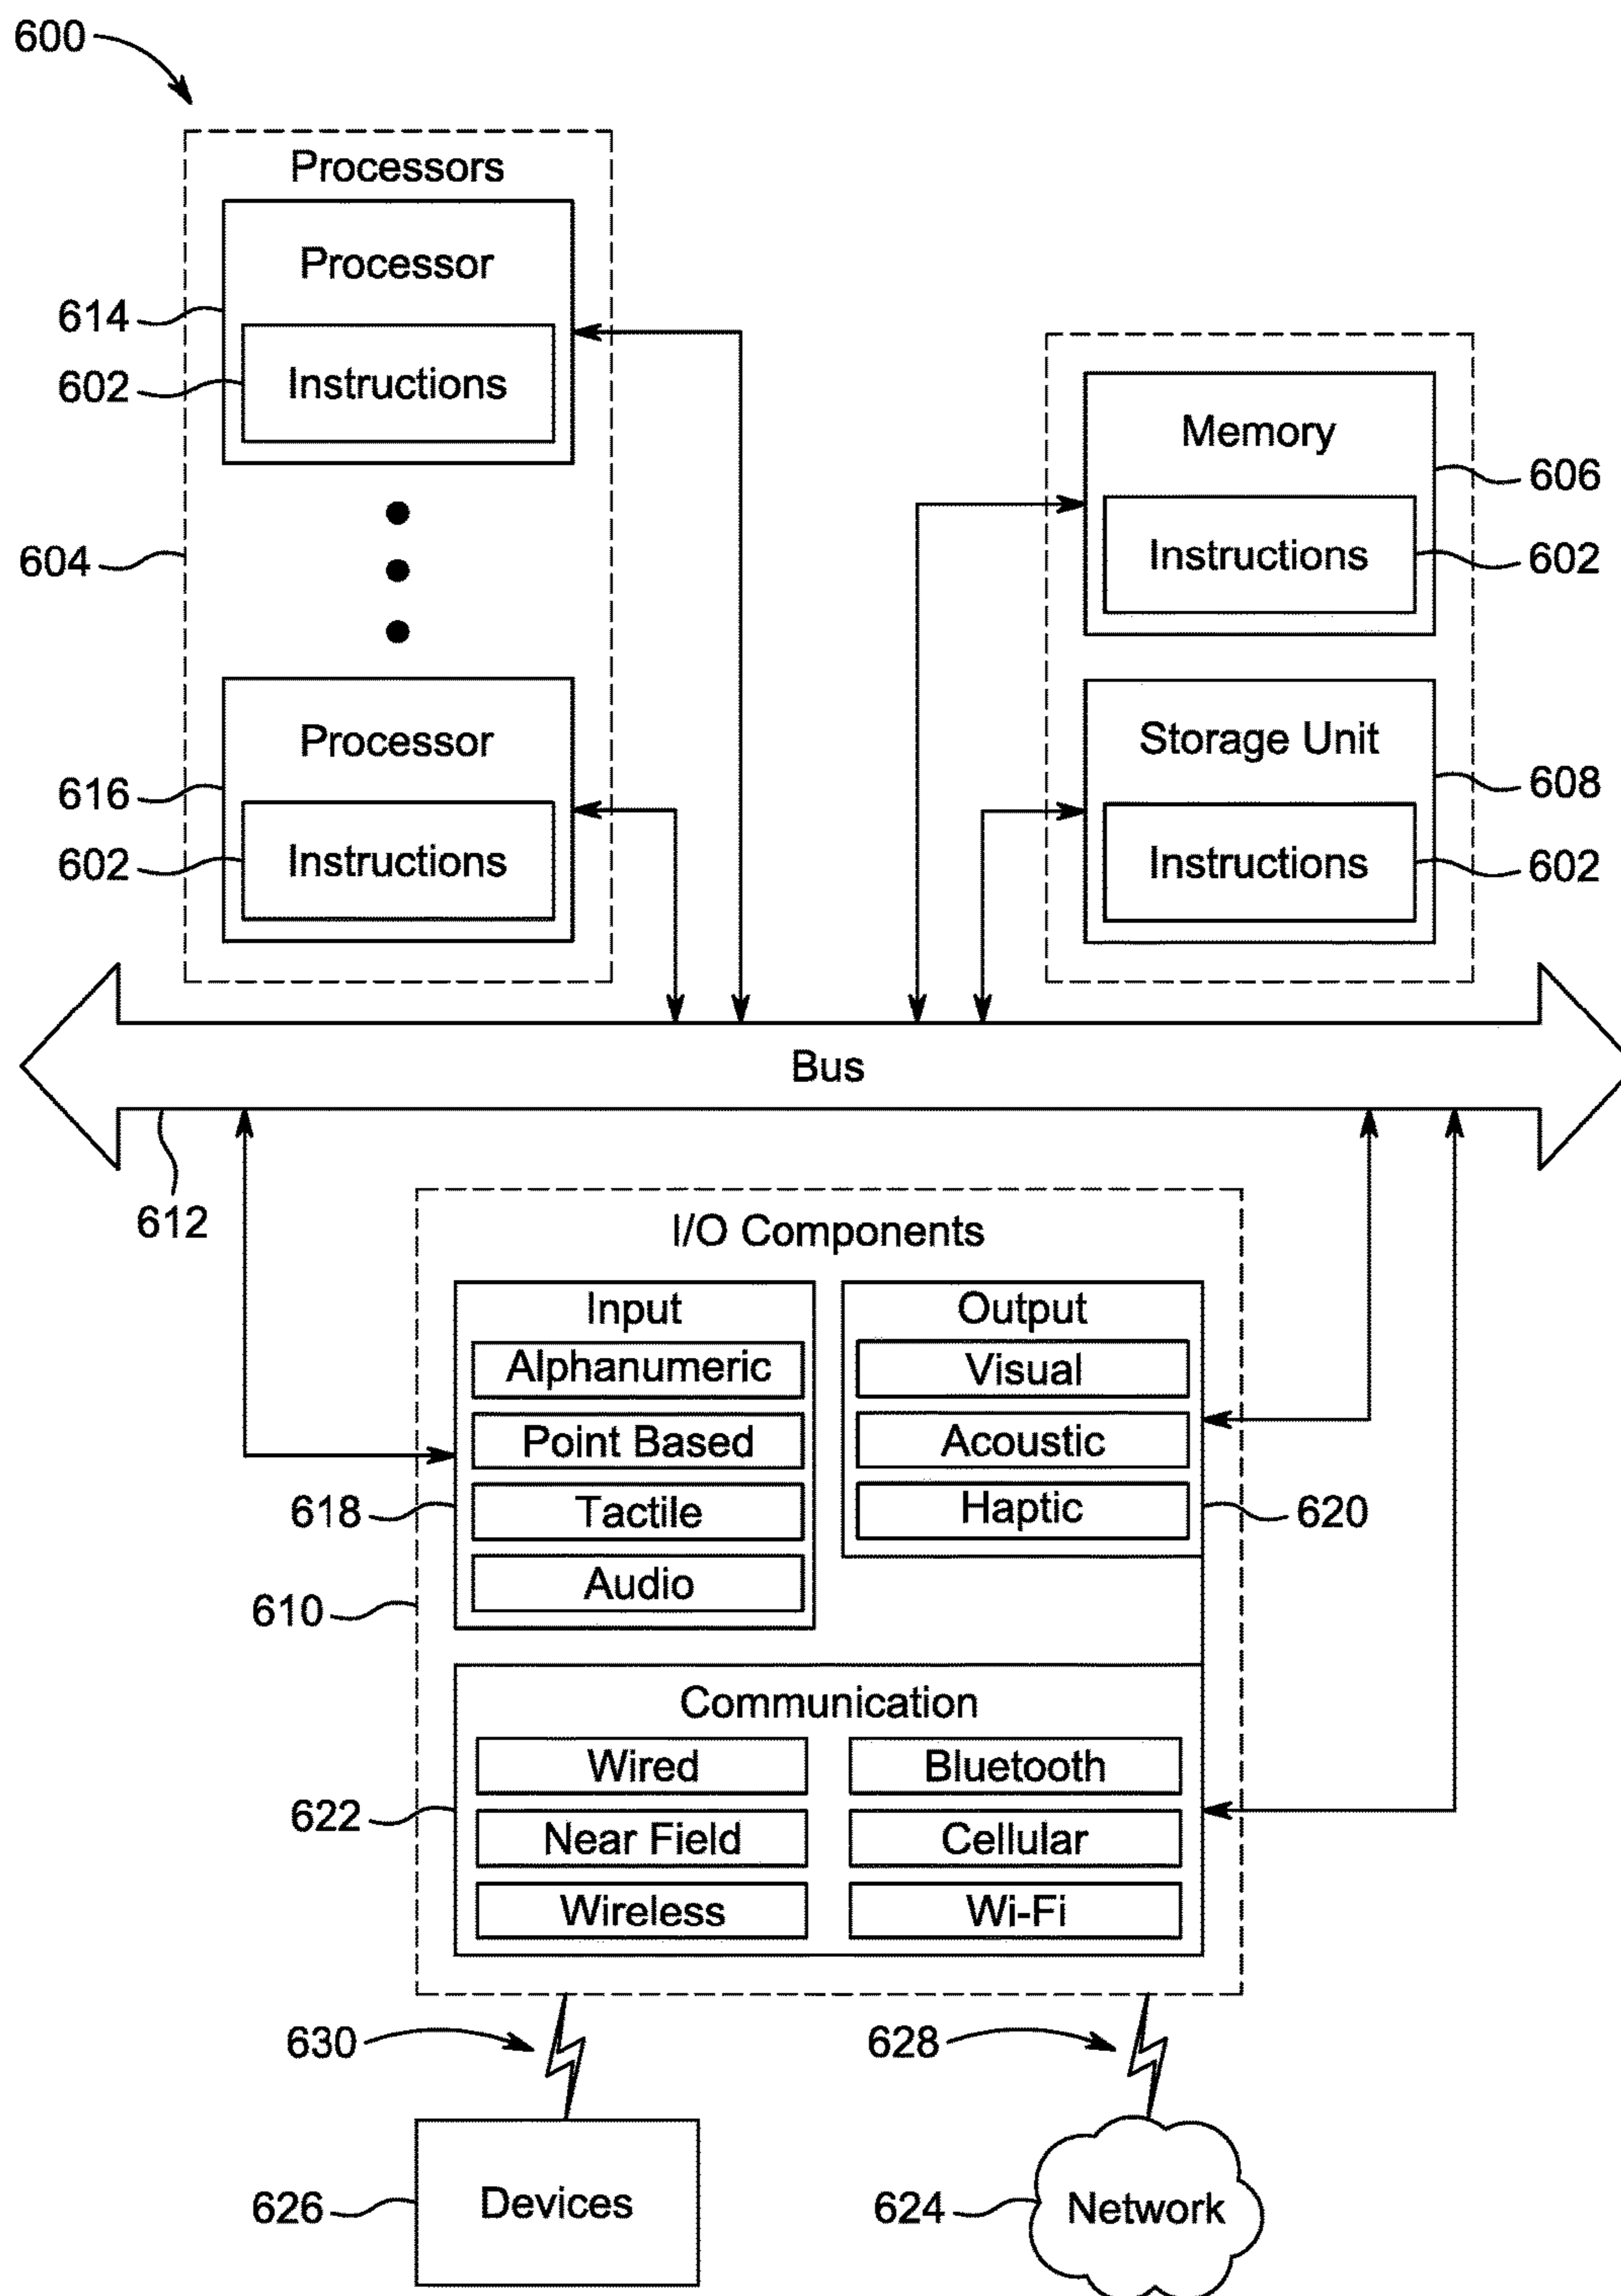 600
Processors
Processor
614
602
Instructions
604
Processor
616
602
Instructions
Memory
606
Instructions
602
Storage Unit
608
Instructions
602
Bus
612
I/O Components
Input
Alphanumeric
Point Based
Tactile
Audio
618
610
Output
Visual
Acoustic
Haptic
620
Communication
Wired
Bluetooth
622
Near Field
Cellular
Wireless
Wi-Fi
630
628
626
Devices
624
Network